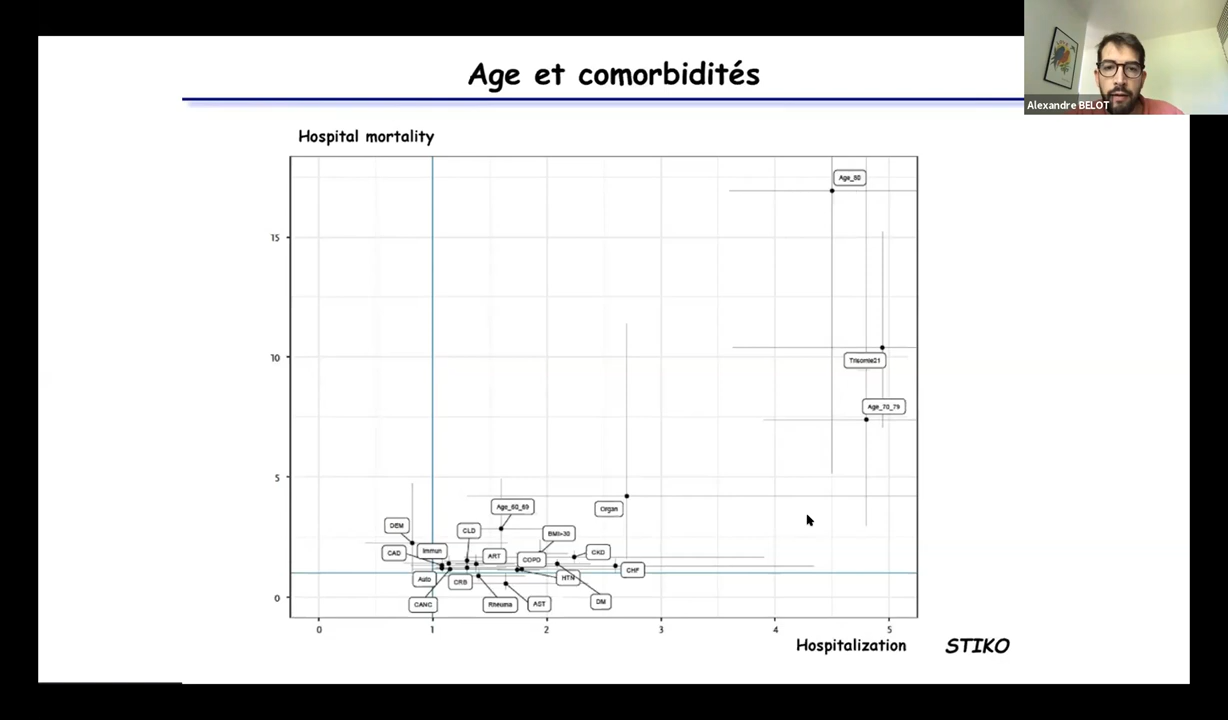 Age et comorbidités
Alexandre BELOT
Hospital mortality
Age_80
15
10
Trisomie21
Age_70_79
5
Age_60_69
Organ
DEM
CLD
BMI>30
CAD
Immun
ART
COPD
CKD
CHF
Auto
CRB
HTN
CANC
Rheuma
AST
DM
0
0 1 2 3 4 5
Hospitalization
STIKO